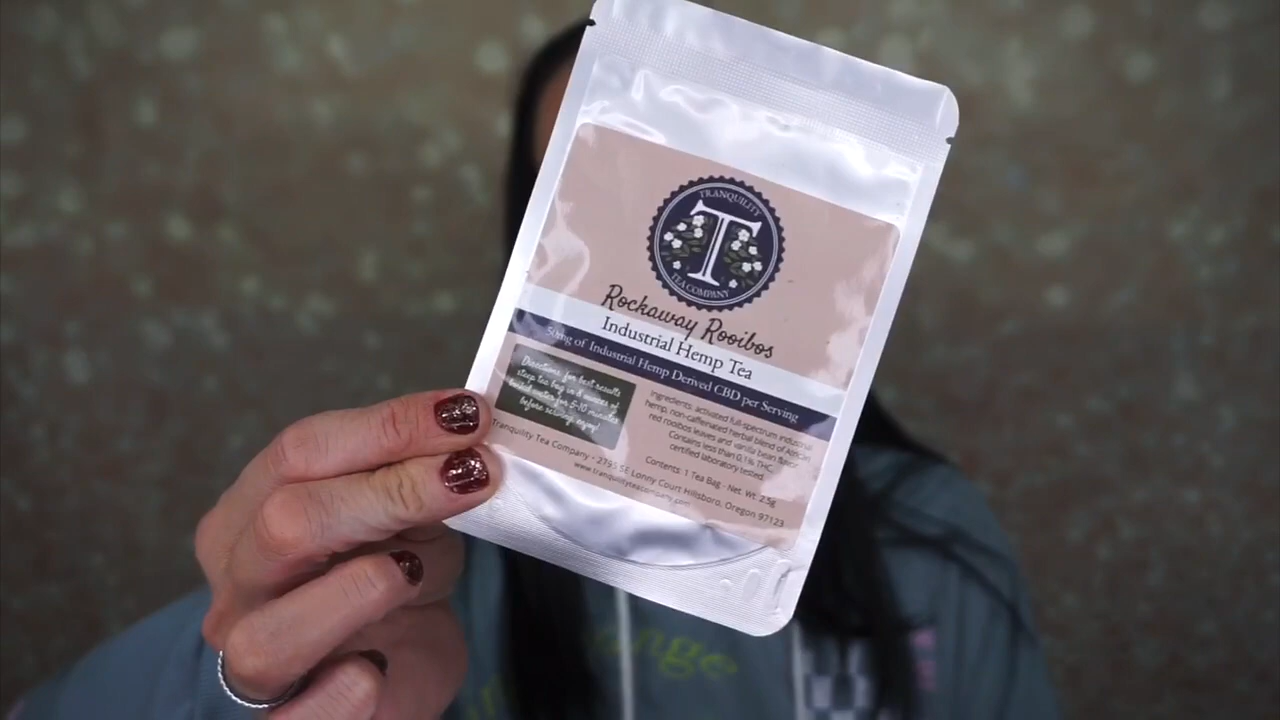 TRANQUILITY
T
TEA COMPANY
Rockaway Rooibos
Industrial Hemp Tea
50mg of Industrial Hemp Derived CBD per Serving
Directions: for best results
steep tea bag in 8 ounces of
boiled water for 5-10 minutes
before serving, enjoy!
Ingredients: activated full-spectrum industrial
hemp, non-caffeinated herbal blend of African
red rooibos leaves and vanilla bean flavor
Contains less than 0.1% THC,
certified laboratory tested.
Contents: 1 Tea Bag - Net. Wt. 2.5g
Tranquility Tea Company • 2795 SE Lonny Court Hillsboro, Oregon 97123
www.tranquilityteacompany.com
nge